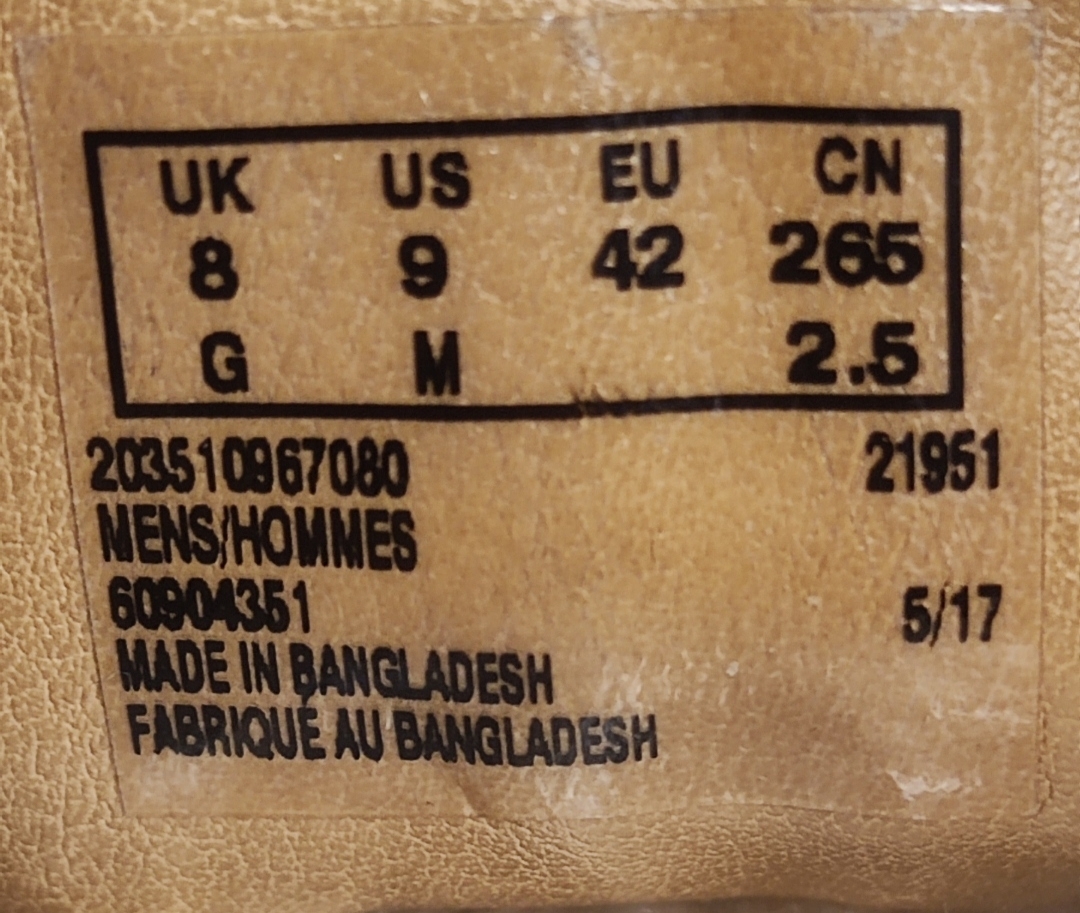 UK US EU CN
8 9 42 265
G M 2.5
203510967080 21951
MENS/HOMMES
60904351 5/17
MADE IN BANGLADESH
FABRIQUÉ AU BANGLADESH